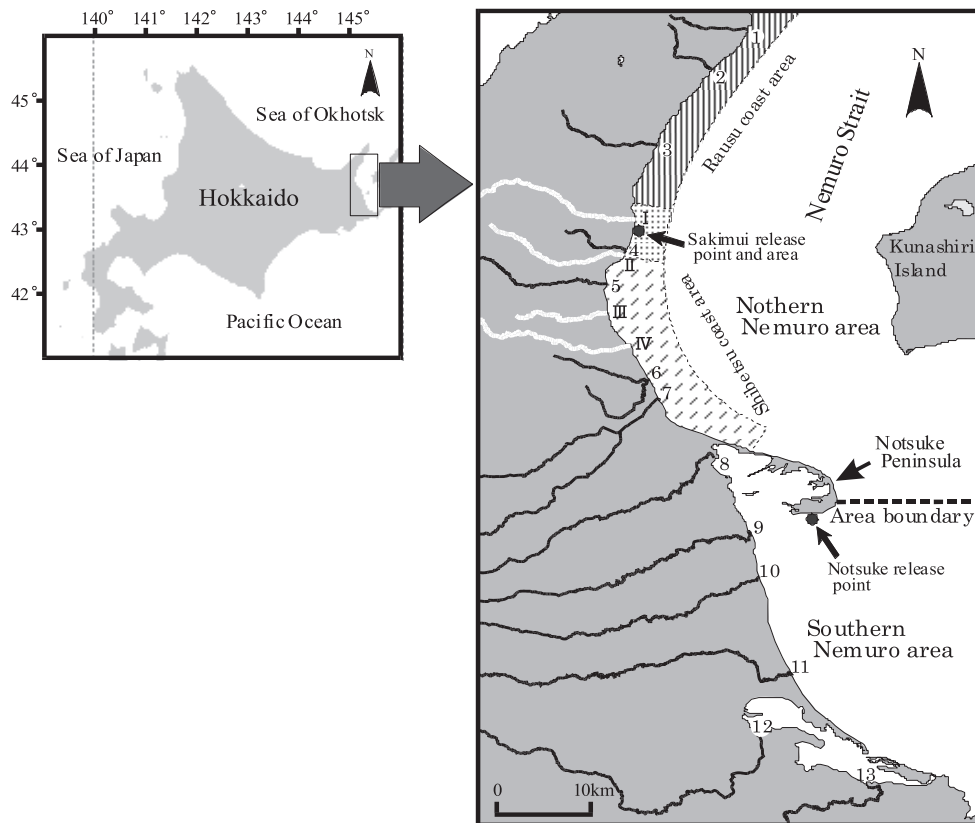 140° 141° 142° 143° 144° 145°
N
45°
44°
43°
42°
Sea of Okhotsk
Sea of Japan
Hokkaido
Pacific Ocean
N
1
2
3
Rausu coast area
Nemuro Strait
I
Sakimui release
point and area
4
II
5
III
IV
6
7
Shibetsu coast area
Kunashiri
Island
Nothern
Nemuro area
8
Notsuke
Peninsula
Area boundary
9
Notsuke release
point
10
Southern
Nemuro area
11
12
13
0 10km